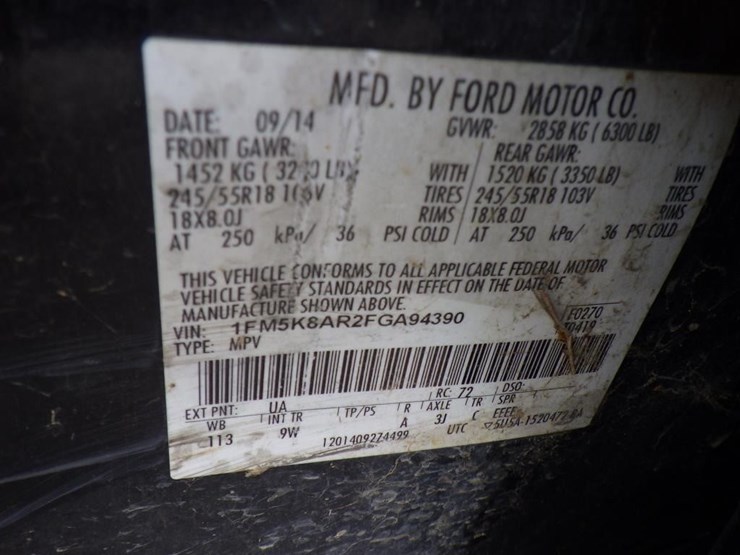 MFD. BY FORD MOTOR CO.
DATE: 09/14 GVWR: 2858 KG ( 6300 LB)
FRONT GAWR: REAR GAWR:
1452 KG ( WITH 1520 KG ( 3350 LB) WITH
245/55R18 TIRES 245/55R18 103V TIRES
18X8.0J RIMS 18X8.0J RIMS
AT 250 kPa/ 36 PSI COLD AT 250 kPa/ 36 PSI COLD
THIS VEHICLE CONFORMS TO ALL APPLICABLE FEDERAL MOTOR
VEHICLE SAFETY STANDARDS IN EFFECT ON THE DATE OF
MANUFACTURE SHOWN ABOVE.
VIN: 1FM5K8AR2FGA94390 F0270
TYPE: MPV T0419
EXT PNT: UA RC: 72 DSO:
WB INT TR TP/PS R AXLE TR SPR
113 9W A 3J C EEEE
1201409274499 UTC